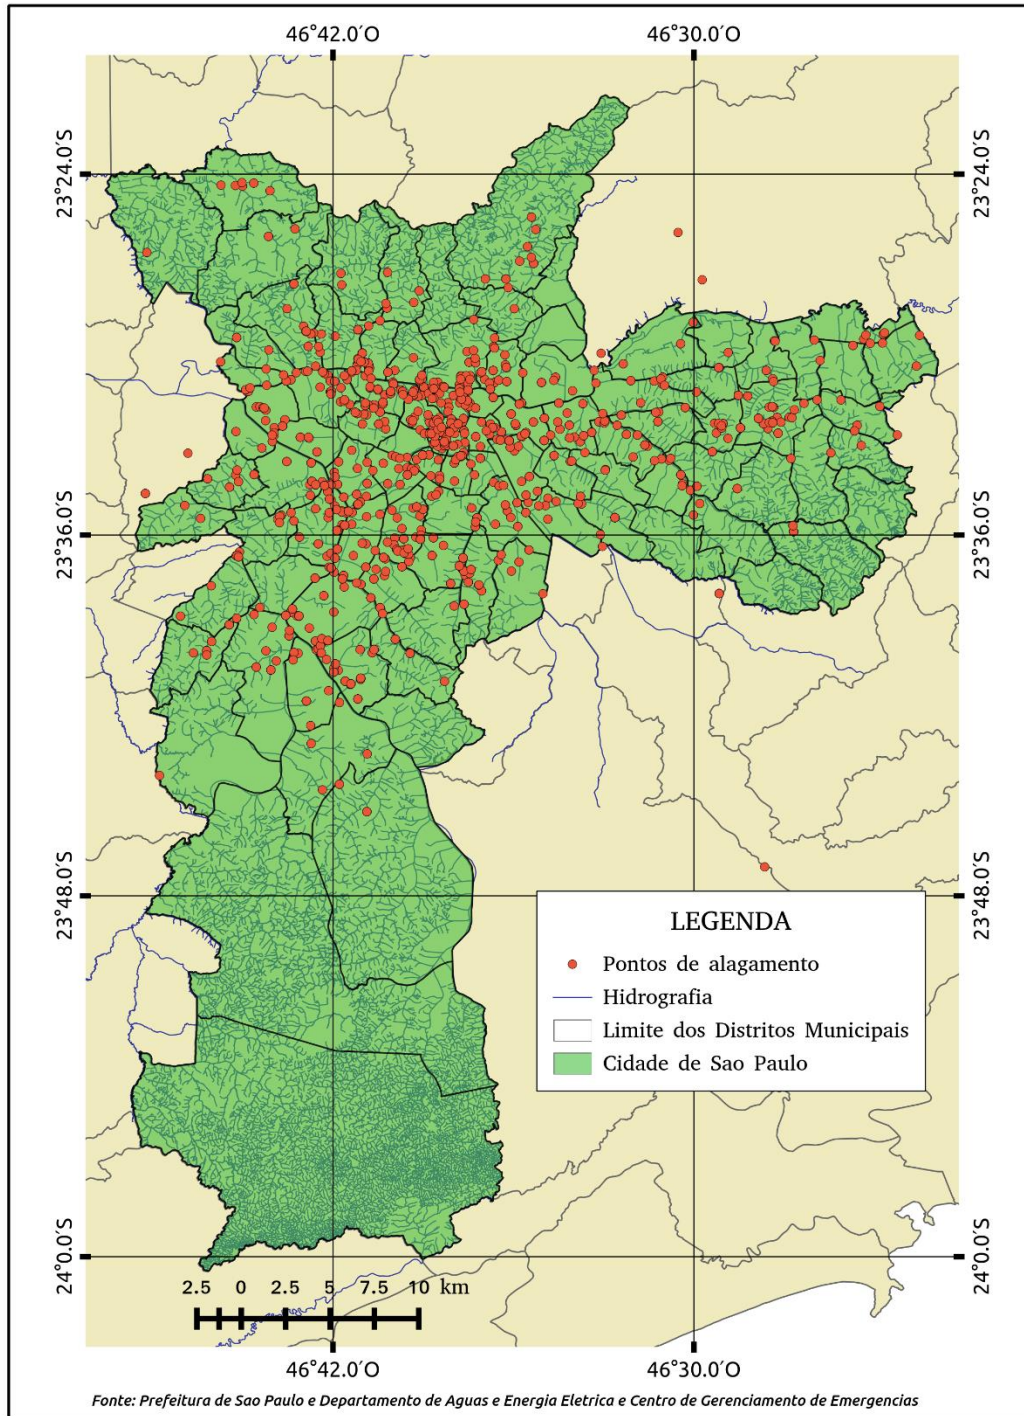 46°42.0'O 46°30.0'O
23°24.0'S 23°24.0'S
23°36.0'S 23°36.0'S
23°48.0'S 23°48.0'S
LEGENDA
Pontos de alagamento
Hidrografia
Limite dos Distritos Municipais
Cidade de Sao Paulo
24°0.0'S 24°0.0'S
2.5 0 2.5 5 7.5 10 km
46°42.0'O 46°30.0'O
Fonte: Prefeitura de Sao Paulo e Departamento de Aguas e Energia Eletrica e Centro de Gerenciamento de Emergencias